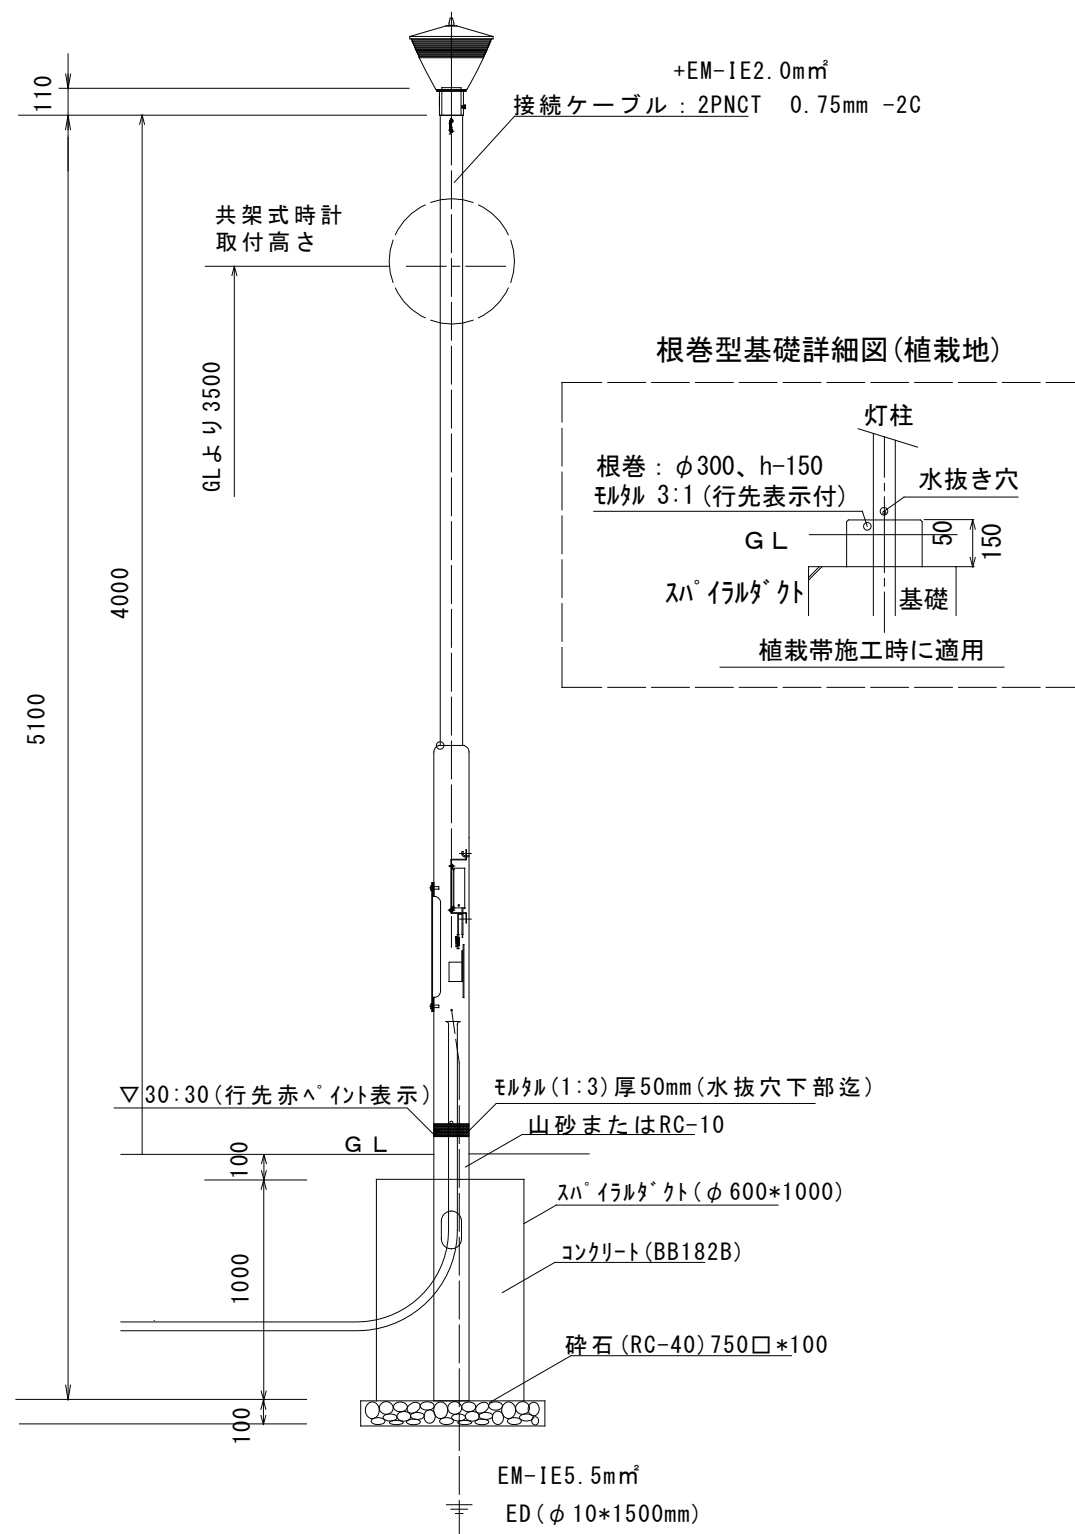 +EM-IE2.0m㎡
接続ケーブル：2PNCT 0.75mm -2C
110
共架式時計
取付高さ
GLより3500
4000
5100
根巻型基礎詳細図(植栽地)
灯柱
根巻：φ300、h-150
ﾓﾙﾀﾙ 3:1(行先表示付)
水抜き穴
ＧＬ
50
150
ｽﾊﾟｲﾗﾙﾀﾞｸﾄ
基礎
植栽帯施工時に適用
▽30:30(行先赤ﾍﾟｲﾝﾄ表示)
ﾓﾙﾀﾙ(1:3)厚50mm(水抜穴下部迄)
山砂またはRC-10
ＧＬ
100
ｽﾊﾟｲﾗﾙﾀﾞｸﾄ(φ600*1000)
ｺﾝｸﾘｰﾄ(BB182B)
1000
砕石(RC-40)750口*100
100
EM-IE5.5m㎡
ED(φ10*1500mm)